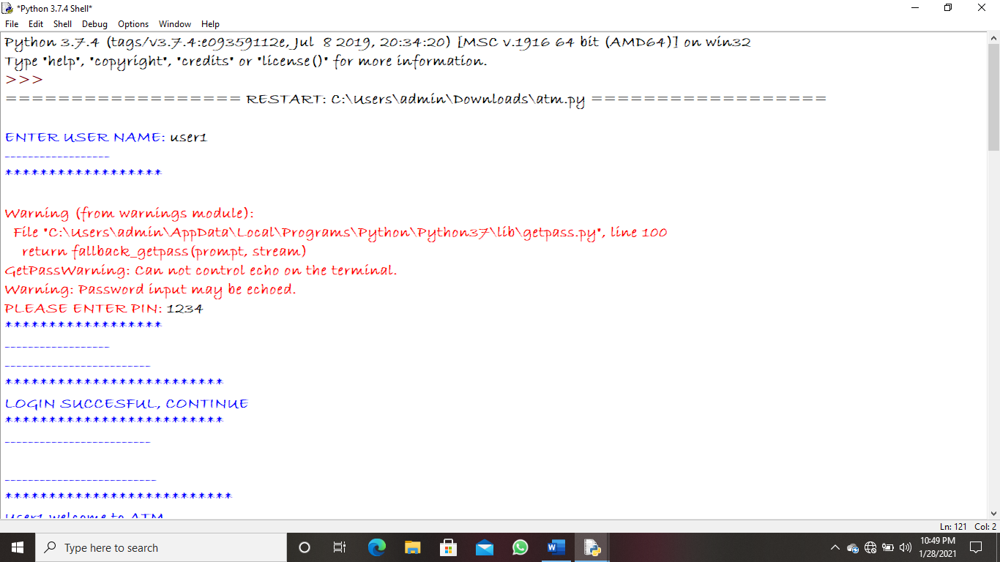 *Python 3.7.4 Shell*
File Edit Shell Debug Options Window Help
Python 3.7.4 (tags/v3.7.4:e09359112e, Jul  8 2019, 20:34:20) [MSC v.1916 64 bit (AMD64)] on win32
Type "help", "copyright", "credits" or "license()" for more information.
>>>
=================== RESTART: C:\Users\admin\Downloads\atm.py ===================
ENTER USER NAME: user1
------------------
******************
Warning (from warnings module):
  File "C:\Users\admin\AppData\Local\Programs\Python\Python37\lib\getpass.py", line 100
    return fallback_getpass(prompt, stream)
GetPassWarning: Can not control echo on the terminal.
Warning: Password input may be echoed.
PLEASE ENTER PIN: 1234
******************
------------------
-------------------------
*************************
LOGIN SUCCESFUL, CONTINUE
*************************
-------------------------
--------------------------
**************************
User1 welcome to ATM
Ln: 121 Col: 2
Type here to search
10:49 PM
1/28/2021